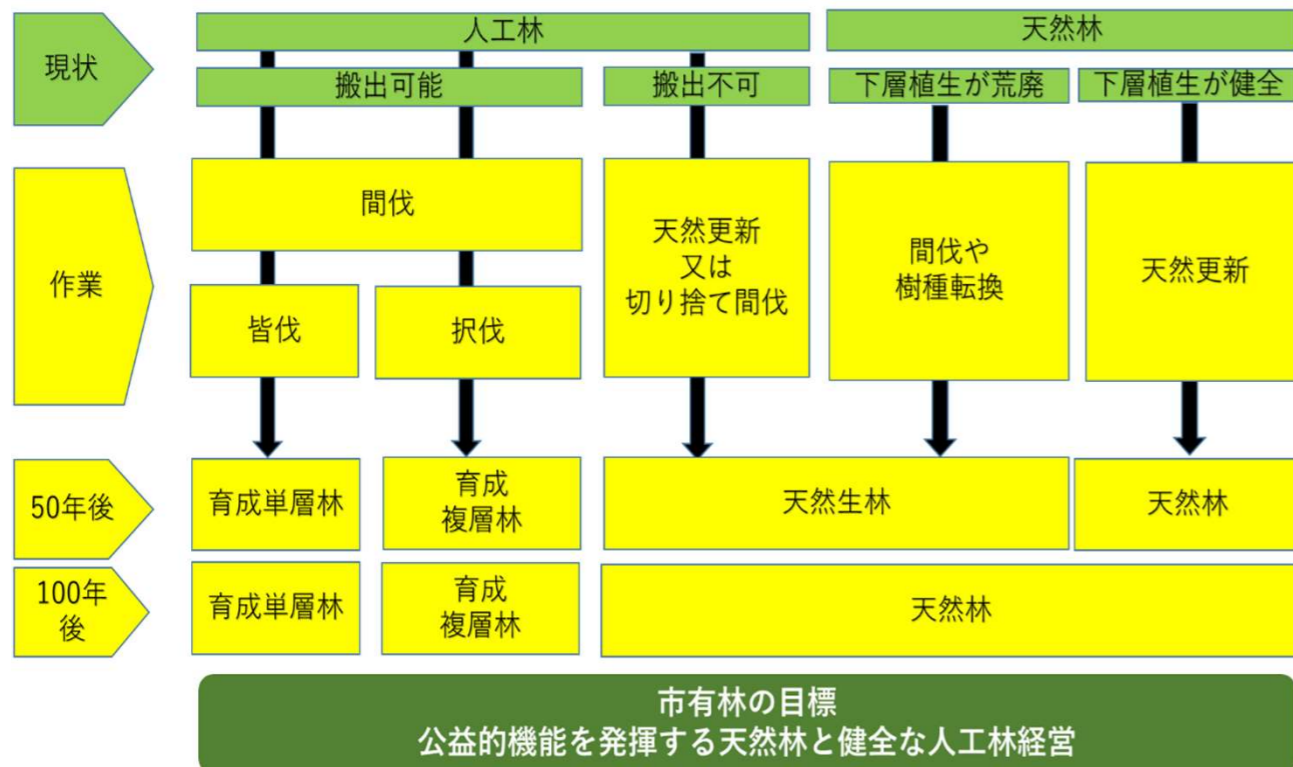 現状
人工林
天然林
搬出可能
搬出不可
下層植生が荒廃
下層植生が健全
作業
間伐
皆伐
択伐
天然更新
又は
切り捨て間伐
間伐や
樹種転換
天然更新
50年後
育成単層林
育成
複層林
天然生林
天然林
100年
後
育成単層林
育成
複層林
天然林
市有林の目標
公益的機能を発揮する天然林と健全な人工林経営